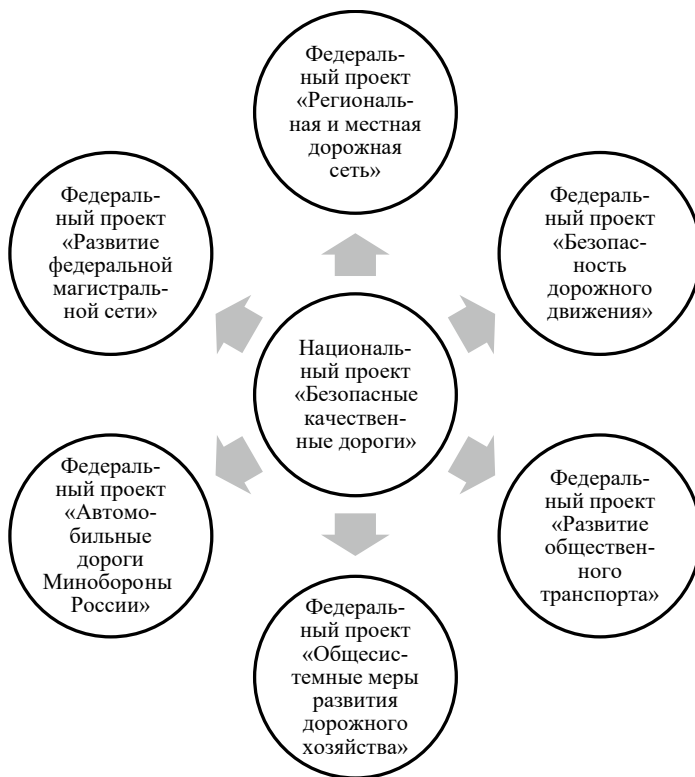 Федераль-
ный проект
«Региональ-
ная и местная
дорожная
сеть»
Федераль-
ный проект
«Развитие
федеральной
магистраль-
ной сети»
Федераль-
ный проект
«Безопас-
ность
дорожного
движения»
Националь-
ный проект
«Безопасные
качествен-
ные дороги»
Федераль-
ный проект
«Автомо-
бильные
дороги
Минобороны
России»
Федераль-
ный проект
«Развитие
обществен-
ного
транспорта»
Федераль-
ный проект
«Общесис-
темные меры
развития
дорожного
хозяйства»